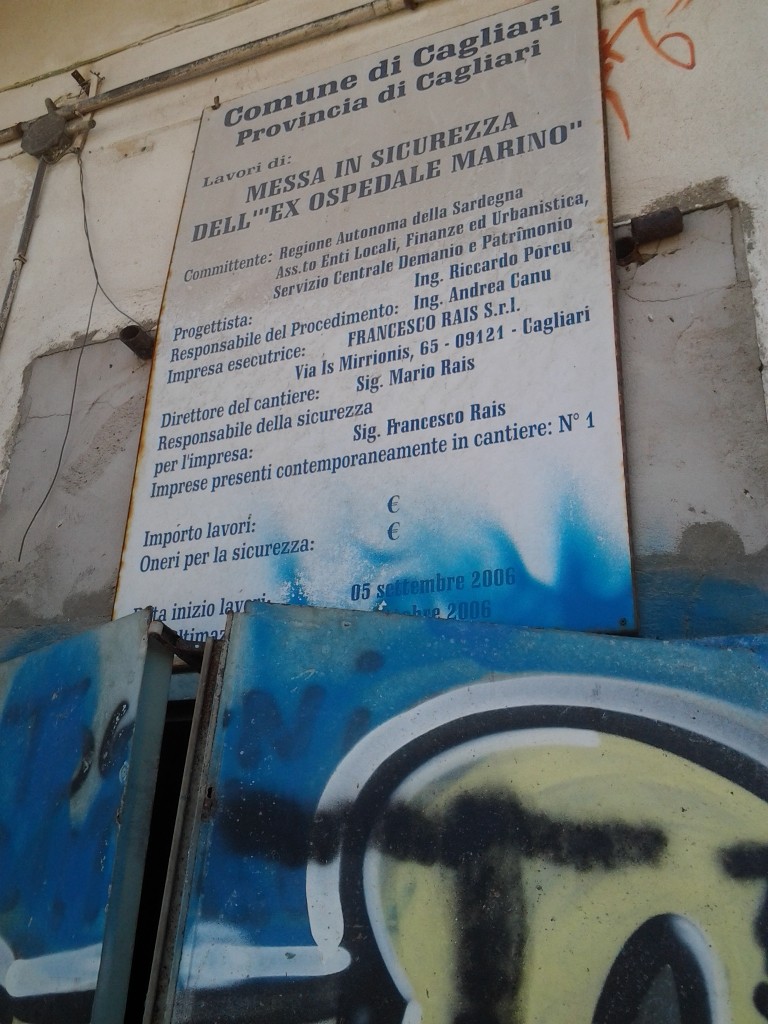 Comune di Cagliari
Provincia di Cagliari
Lavori di:
MESSA IN SICUREZZA
DELL'"EX OSPEDALE MARINO"
Committente: Regione Autonoma della Sardegna
Ass.to Enti Locali, Finanze ed Urbanistica,
Servizio Centrale Demanio e Patrimonio
Progettista: Ing. Riccardo Porcu
Responsabile del Procedimento: Ing. Andrea Canu
Impresa esecutrice: FRANCESCO RAIS S.r.l.
Via Is Mirrionis, 65 - 09121 - Cagliari
Direttore del cantiere: Sig. Mario Rais
Responsabile della sicurezza
per l'impresa: Sig. Francesco Rais
Imprese presenti contemporaneamente in cantiere: N° 1
Importo lavori: €
Oneri per la sicurezza: €
inizio lavori: 05 settembre 2006
2006